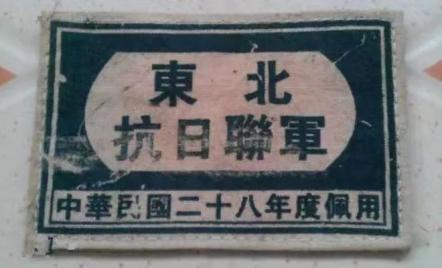 東北
抗日聯軍
中華民國二十八年度佩用